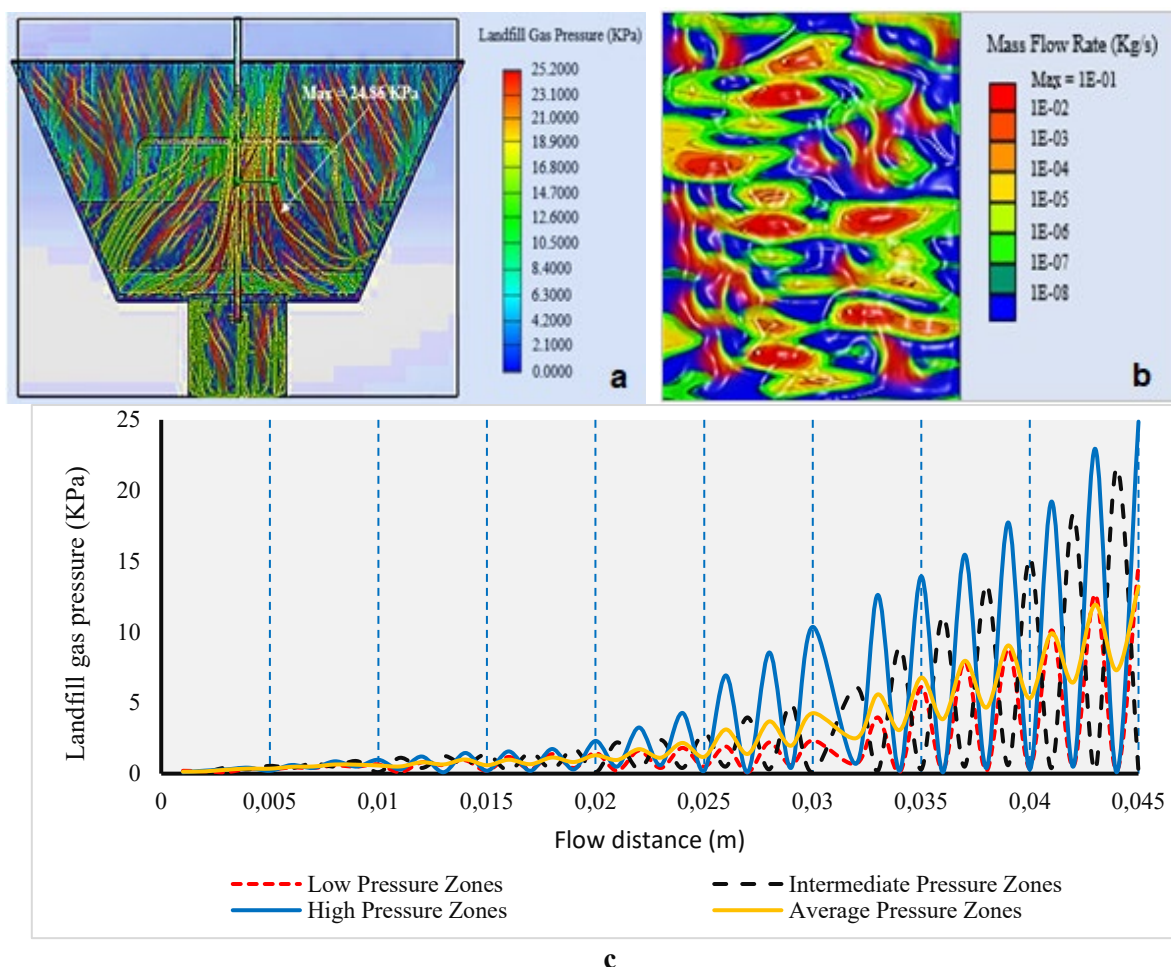 Landfill Gas Pressure (KPa)
25.2000
23.1000
21.0000
18.9000
16.8000
14.7000
12.6000
10.5000
8.4000
6.3000
4.2000
2.1000
0.0000
Max = 24.86 KPa
a
Mass Flow Rate (Kg/s)
Max = 1E-01
1E-02
1E-03
1E-04
1E-05
1E-06
1E-07
1E-08
b
Landfill gas pressure (KPa)
25
20
15
10
5
0
0 0,005 0,01 0,015 0,02 0,025 0,03 0,035 0,04 0,045
Flow distance (m)
Low Pressure Zones
Intermediate Pressure Zones
High Pressure Zones
Average Pressure Zones
c